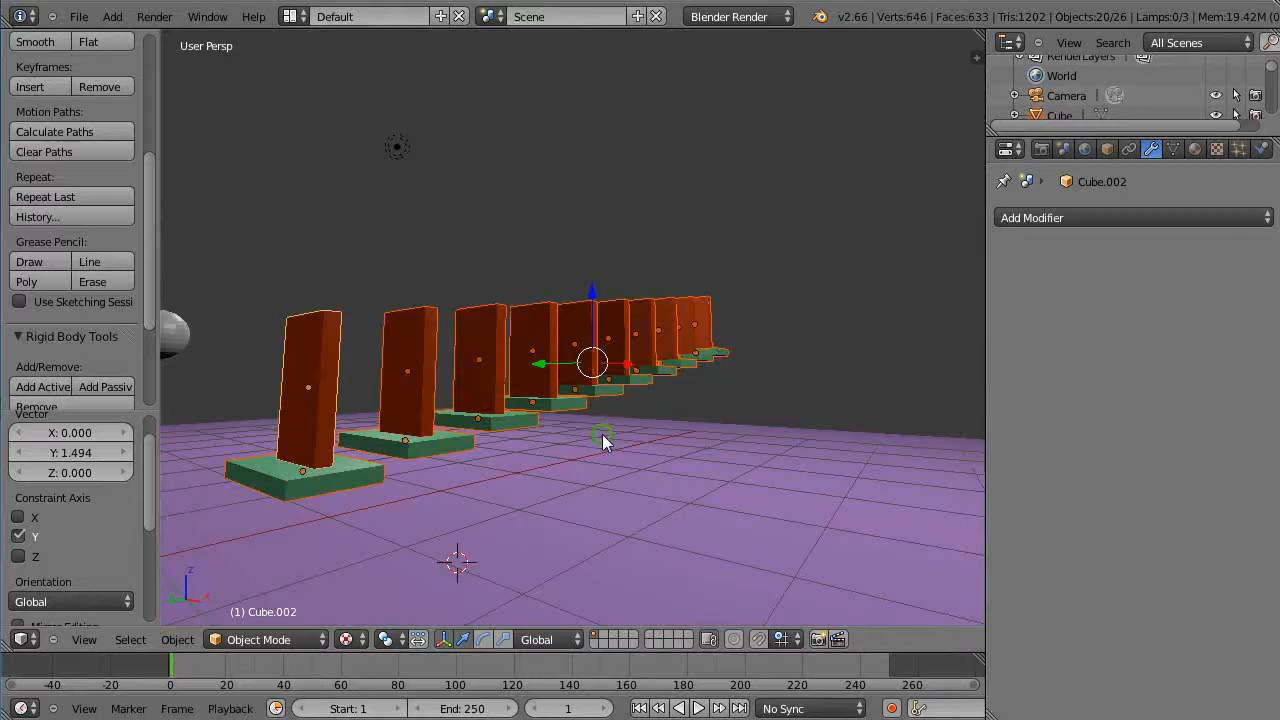 File Add Render Window Help Default Scene Blender Render v2.66 | Verts:646 | Faces:633 | Tris:1202 | Objects:20/26 | Lamps:0/3 | Mem:19.42M (0
Smooth Flat
User Persp
View Search All Scenes
RenderLayers
World
Camera
Cube
Keyframes:
Insert Remove
Motion Paths:
Calculate Paths
Clear Paths
Cube.002
Repeat:
Repeat Last
History...
Add Modifier
Grease Pencil:
Draw Line
Poly Erase
Use Sketching Sessi
Rigid Body Tools
Add/Remove:
Add Active Add Passiv
Remove
Vector
X: 0.000
Y: 1.494
Z: 0.000
Constraint Axis
X
Y
Z
Orientation
Global
z
(1) Cube.002
View Select Object Object Mode Global
-40 -20 0 20 40 60 80 100 120 140 160 180 200 220 240 260
View Marker Frame Playback Start: 1 End: 250 1 No Sync